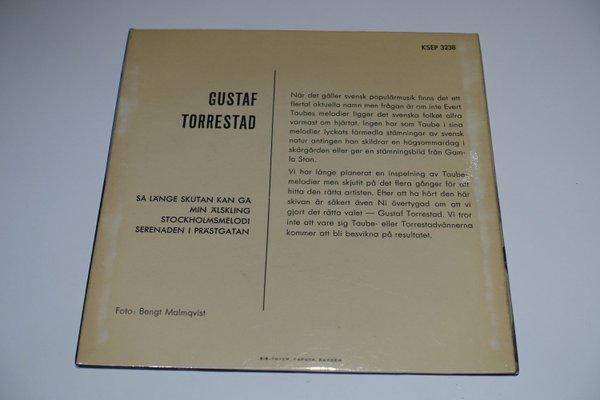 KSEP 3238
GUSTAF
TORRESTAD
SÅ LÄNGE SKUTAN KAN GÅ
MIN ÄLSKLING
STOCKHOLMSMELODI
SERENADEN I PRÄSTGATAN
Foto: Bengt Malmqvist
När det gäller svensk populärmusik finns det ett
flertal aktuella namn men frågan är om inte Evert
Taubes melodier ligger det svenska folket allra
varmast om hjärtat. Ingen har som Taube i sina
melodier lyckats förmedla stämningar av svensk
natur antingen han skildrar en högsommardag i
skärgården eller ger en stämningsbild från Gam-
la Stan.
Vi har länge planerat en inspelning av Taube-
melodier men skjutit på det flera gånger för att
hitta den rätta artisten. Efter att ha hört den här
skivan är säkert även Ni övertygad om att vi
gjort det rätta valet — Gustaf Torrestad. Vi tror
inte att vare sig Taube- eller Torrestadvännerna
kommer att bli besvikna på resultatet.